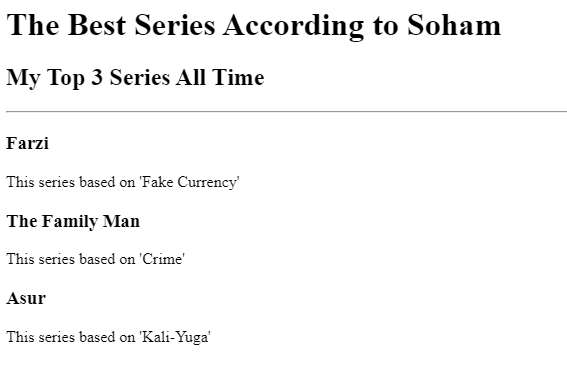 The Best Series According to Soham
My Top 3 Series All Time
Farzi
This series based on 'Fake Currency'
The Family Man
This series based on 'Crime'
Asur
This series based on 'Kali-Yuga'